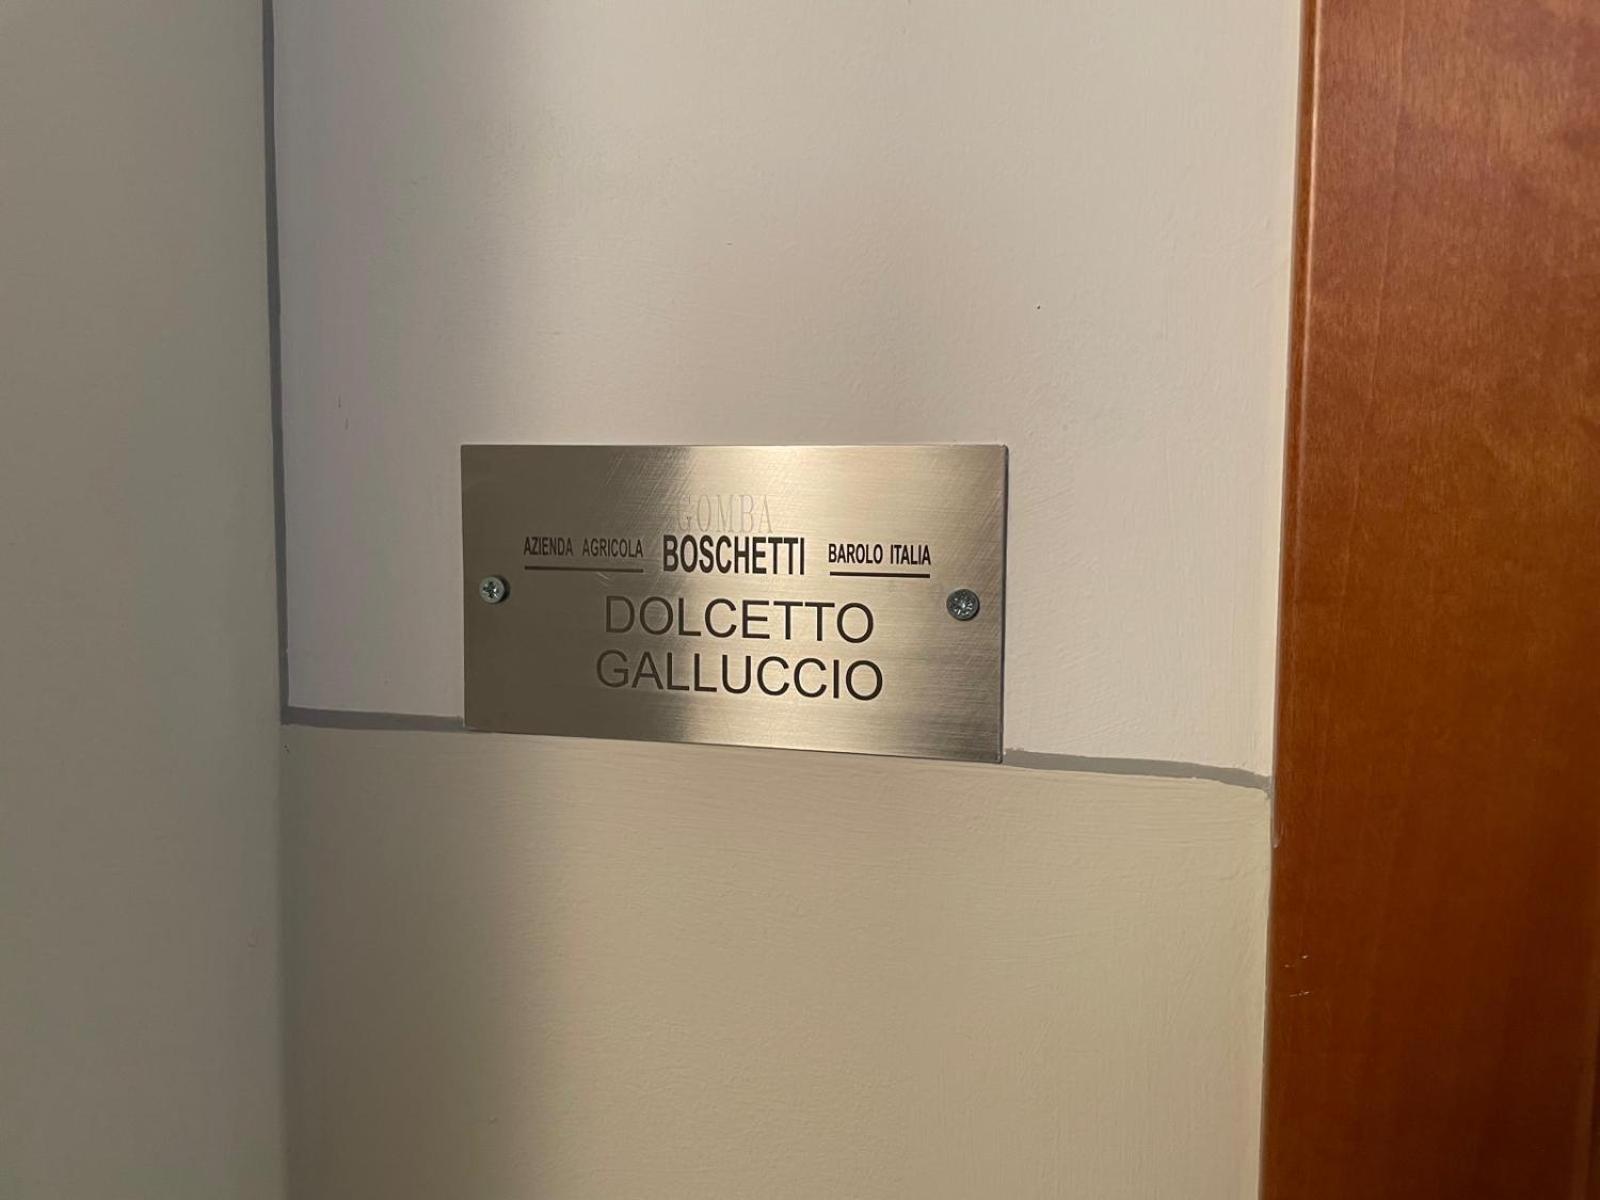 GOMBA
AZIENDA AGRICOLA BOSCHETTI BAROLO ITALIA
DOLCETTO
GALLUCCIO